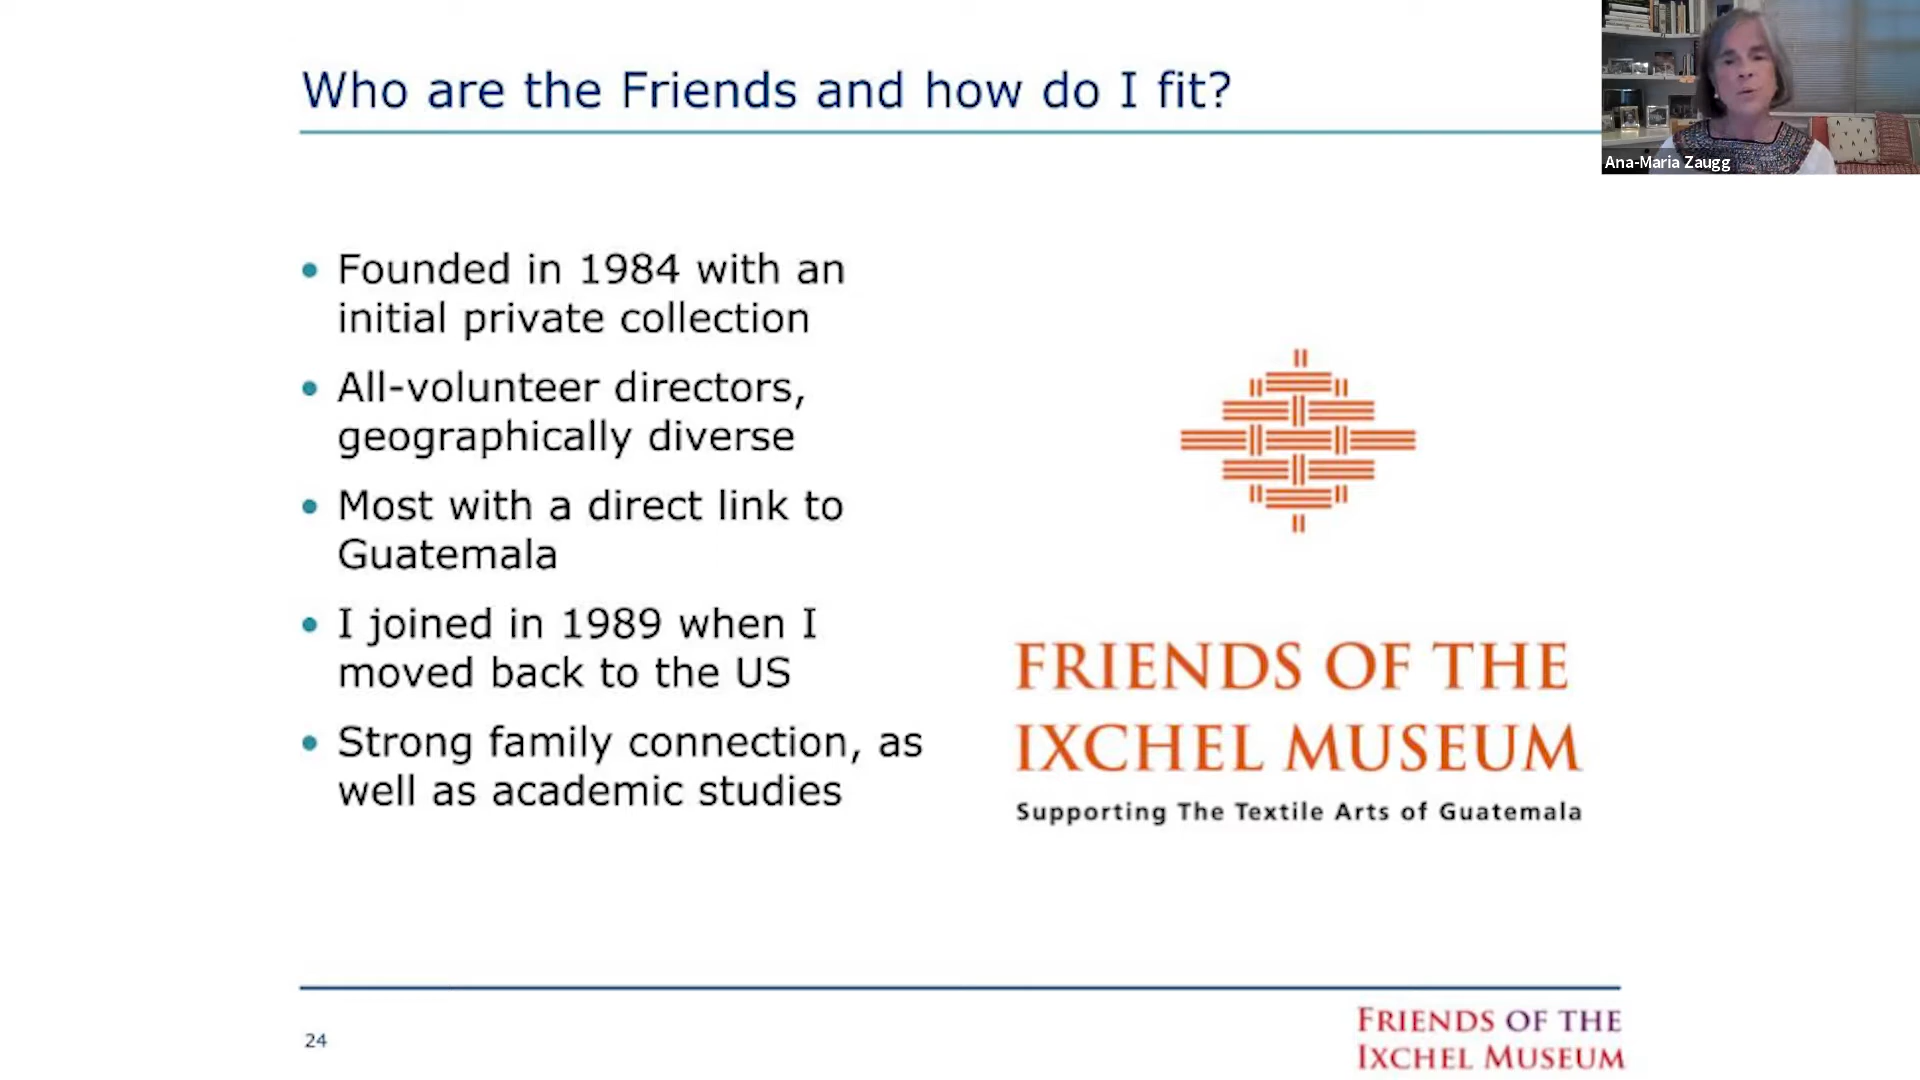 Who are the Friends and how do I fit?
Ana-Maria Zaugg
Founded in 1984 with an
initial private collection
All-volunteer directors,
geographically diverse
Most with a direct link to
Guatemala
I joined in 1989 when I
moved back to the US
Strong family connection, as
well as academic studies
FRIENDS OF THE
IXCHEL MUSEUM
Supporting The Textile Arts of Guatemala
24
FRIENDS OF THE
IXCHEL MUSEUM